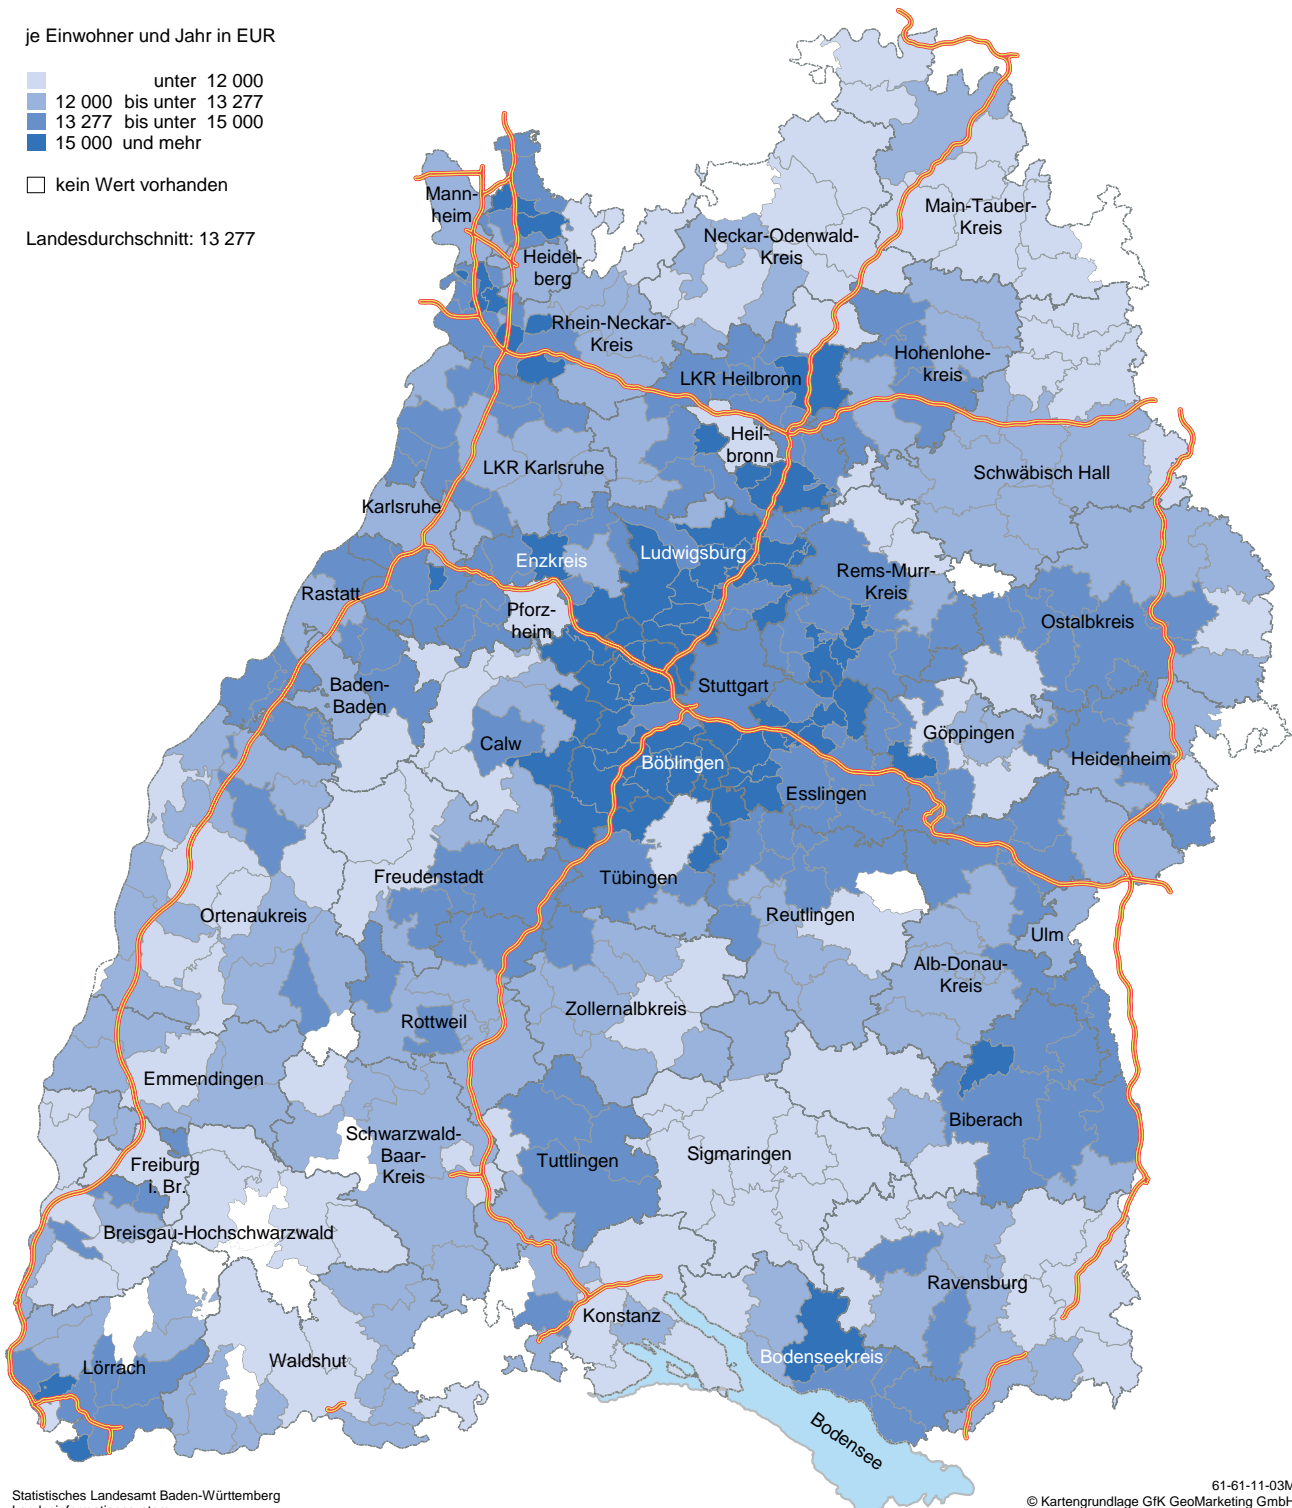 je Einwohner und Jahr in EUR
unter 12 000
12 000 bis unter 13 277
13 277 bis unter 15 000
15 000 und mehr
kein Wert vorhanden
Landesdurchschnitt: 13 277
Mann-
heim
Heidel-
berg
Rhein-Neckar-
Kreis
Neckar-Odenwald-
Kreis
Main-Tauber-
Kreis
LKR Heilbronn
Hohenlohe-
kreis
Heil-
bronn
LKR Karlsruhe
Schwäbisch Hall
Karlsruhe
Enzkreis
Ludwigsburg
Rems-Murr-
Kreis
Rastatt
Pforz-
heim
Ostalbkreis
Baden-
Baden
Stuttgart
Calw
Göppingen
Böblingen
Heidenheim
Esslingen
Freudenstadt
Tübingen
Ortenaukreis
Reutlingen
Ulm
Alb-Donau-
Kreis
Zollernalbkreis
Rottweil
Emmendingen
Biberach
Schwarzwald-
Baar-
Kreis
Freiburg
i. Br.
Tuttlingen
Sigmaringen
Breisgau-Hochschwarzwald
Ravensburg
Konstanz
Lörrach
Waldshut
Bodenseekreis
Bodensee
Statistisches Landesamt Baden-Württemberg
61-61-11-03M
© Kartengrundlage GfK GeoMarketing GmbH